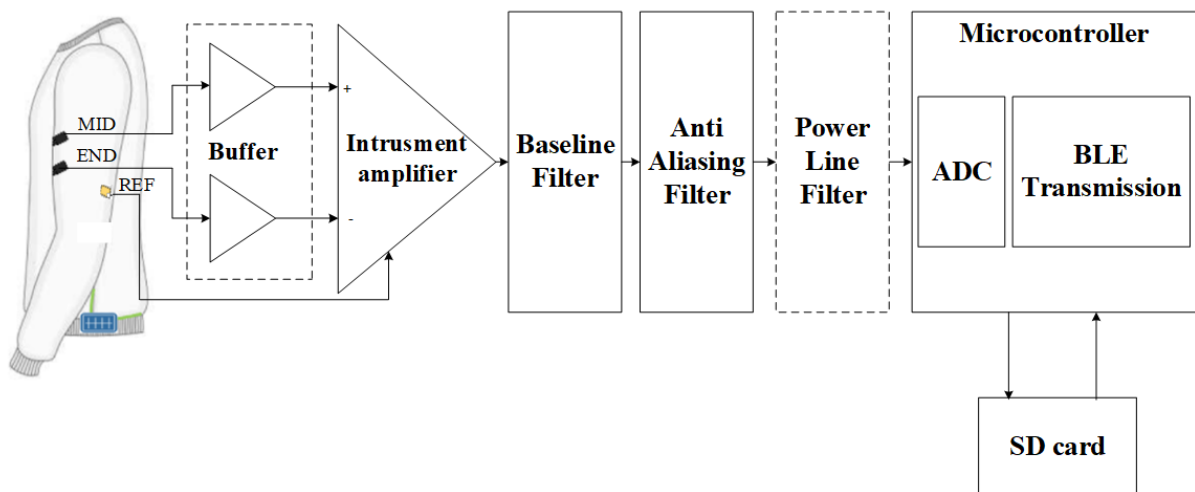 MID
END
REF
Buffer
+
-
Intrusment
amplifier
Baseline
Filter
Anti
Aliasing
Filter
Power
Line
Filter
Microcontroller
ADC
BLE
Transmission
SD card